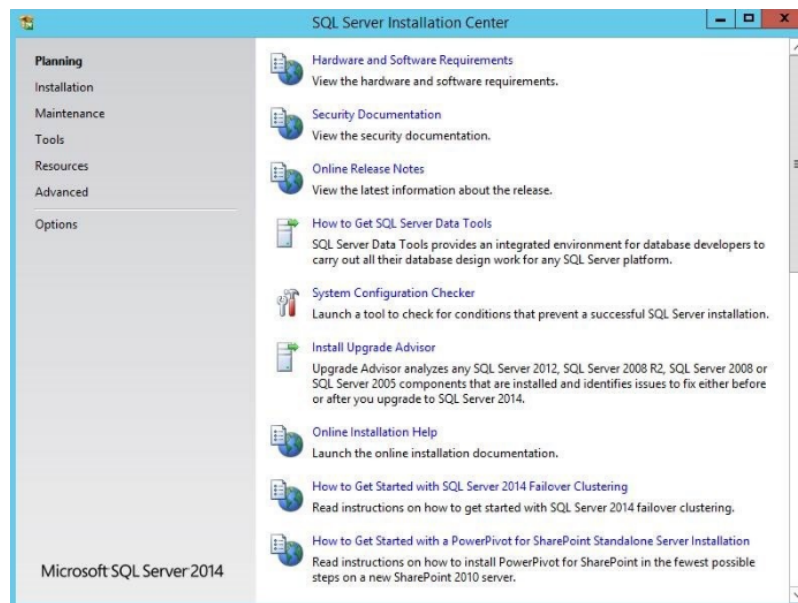 SQL Server Installation Center
Planning
Installation
Maintenance
Tools
Resources
Advanced
Options
Microsoft SQL Server 2014
Hardware and Software Requirements
View the hardware and software requirements.
Security Documentation
View the security documentation.
Online Release Notes
View the latest information about the release.
How to Get SQL Server Data Tools
SQL Server Data Tools provides an integrated environment for database developers to
carry out all their database design work for any SQL Server platform.
System Configuration Checker
Launch a tool to check for conditions that prevent a successful SQL Server installation.
Install Upgrade Advisor
Upgrade Advisor analyzes any SQL Server 2012, SQL Server 2008 R2, SQL Server 2008 or
SQL Server 2005 components that are installed and identifies issues to fix either before
or after you upgrade to SQL Server 2014.
Online Installation Help
Launch the online installation documentation.
How to Get Started with SQL Server 2014 Failover Clustering
Read instructions on how to get started with SQL Server 2014 failover clustering.
How to Get Started with a PowerPivot for SharePoint Standalone Server Installation
Read instructions on how to install PowerPivot for SharePoint in the fewest possible
steps on a new SharePoint 2010 server.